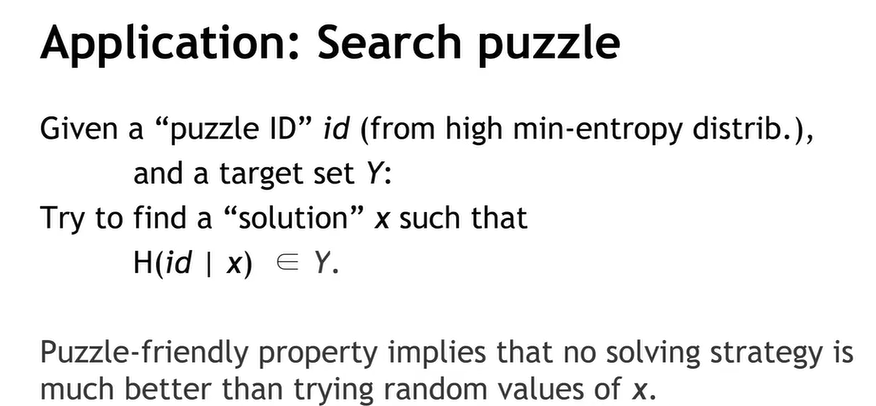 Application: Search puzzle
Given a “puzzle ID” id (from high min-entropy distrib.),
and a target set Y:
Try to find a “solution” x such that
H(id | x) ∈ Y.
Puzzle-friendly property implies that no solving strategy is
much better than trying random values of x.